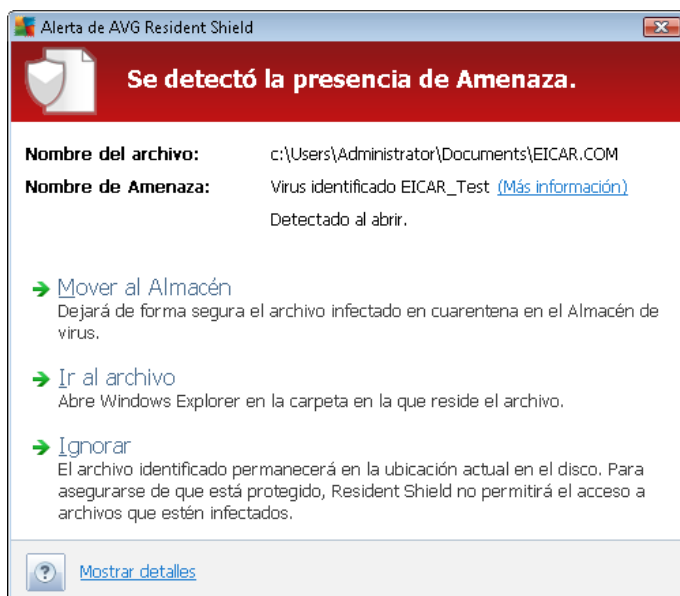 Alerta de AVG Resident Shield
Se detectó la presencia de Amenaza.
Nombre del archivo: c:\Users\Administrator\Documents\EICAR.COM
Nombre de Amenaza: Virus identificado EICAR_Test (Más información)
Detectado al abrir.
Mover al Almacén
Dejará de forma segura el archivo infectado en cuarentena en el Almacén de
virus.
Ir al archivo
Abre Windows Explorer en la carpeta en la que reside el archivo.
Ignorar
El archivo identificado permanecerá en la ubicación actual en el disco. Para
asegurarse de que está protegido, Resident Shield no permitirá el acceso a
archivos que estén infectados.
? Mostrar detalles